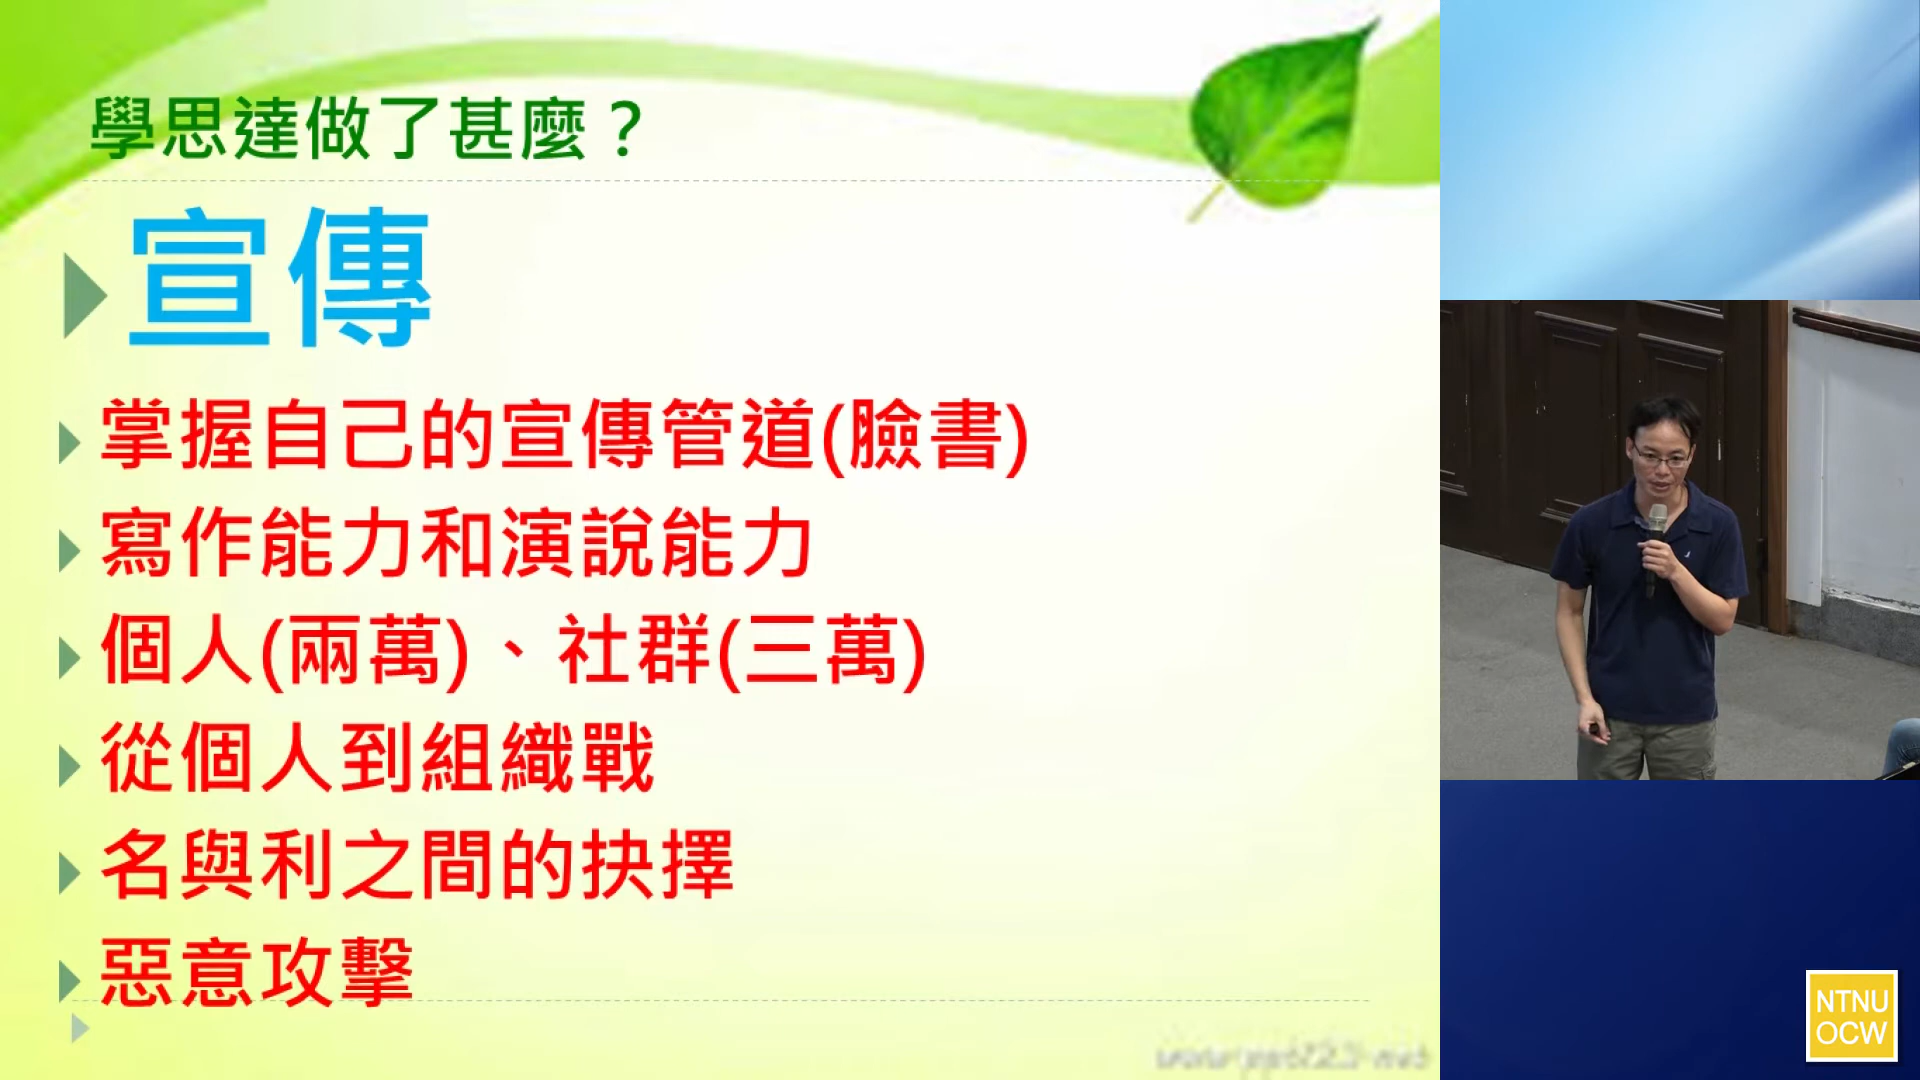 學思達做了甚麼？
宣傳
掌握自己的宣傳管道(臉書)
寫作能力和演說能力
個人(兩萬)、社群(三萬)
從個人到組織戰
名與利之間的抉擇
惡意攻擊
NTNU
OCW